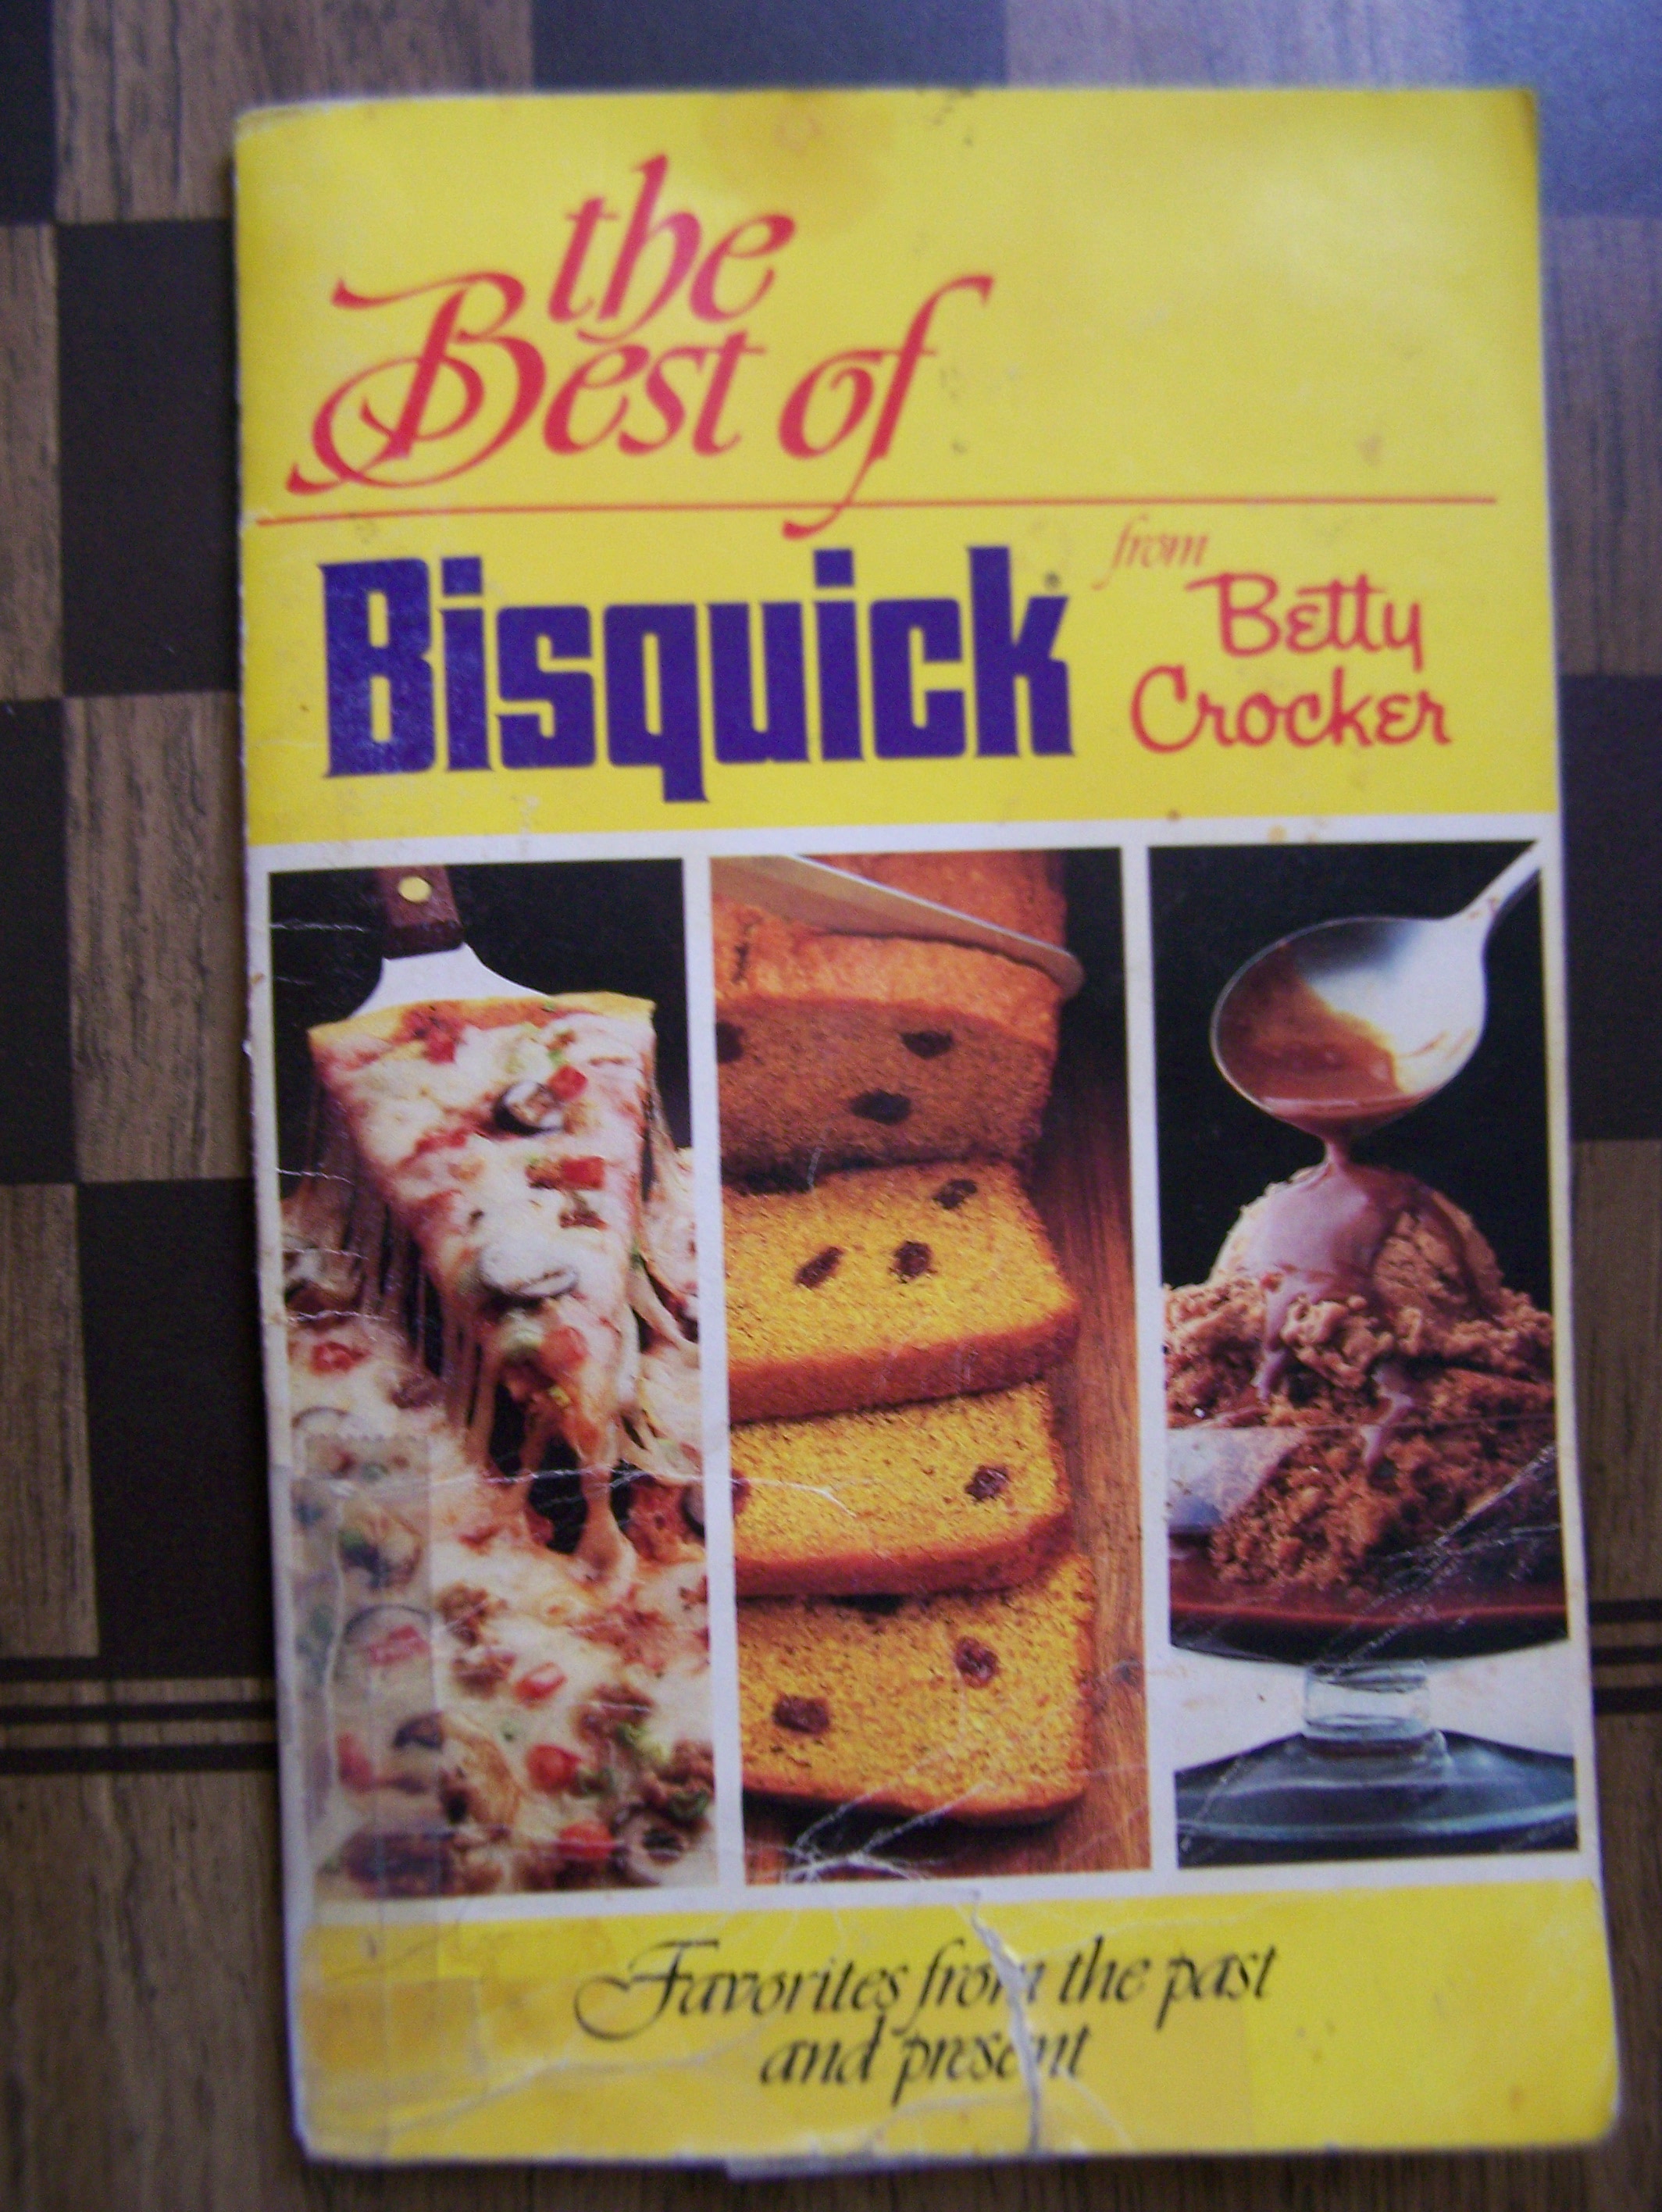 the
Best of
Bisquick®
from
Betty
Crocker
Favorites from the past
and present